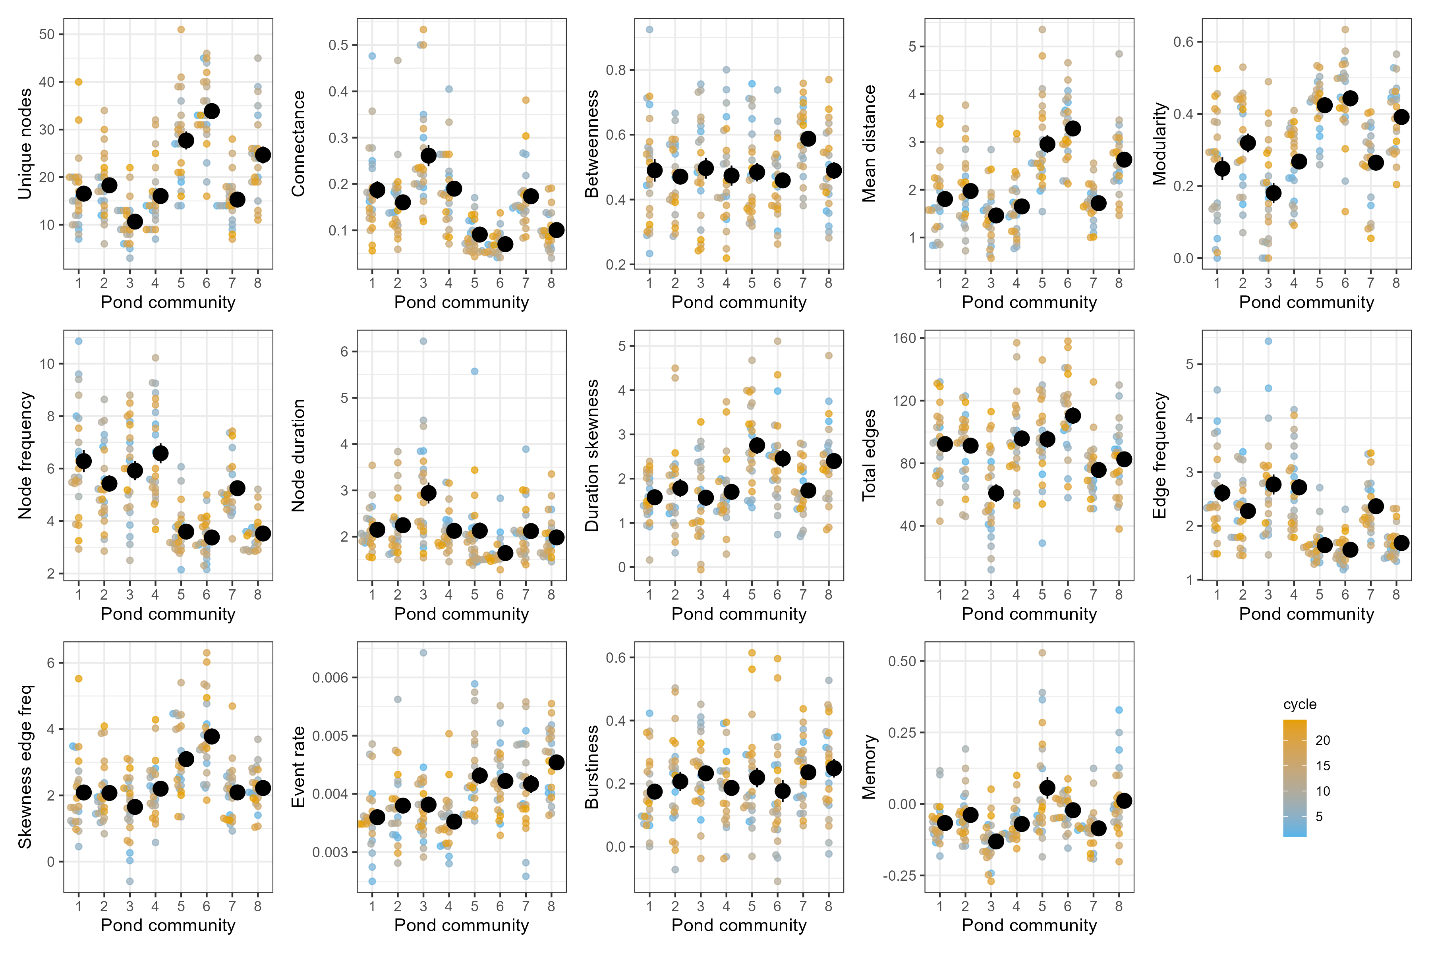 Unique nodes
50
40
30
20
10
1 2 3 4 5 6 7 8
Pond community
Connectance
0.5
0.4
0.3
0.2
0.1
1 2 3 4 5 6 7 8
Pond community
Betweenness
0.8
0.6
0.4
0.2
1 2 3 4 5 6 7 8
Pond community
Mean distance
5
4
3
2
1
1 2 3 4 5 6 7 8
Pond community
Modularity
0.6
0.4
0.2
0.0
1 2 3 4 5 6 7 8
Pond community
Node frequency
10
8
6
4
2
1 2 3 4 5 6 7 8
Pond community
Node duration
6
5
4
3
2
1 2 3 4 5 6 7 8
Pond community
Duration skewness
5
4
3
2
1
0
1 2 3 4 5 6 7 8
Pond community
Total edges
160
120
80
40
1 2 3 4 5 6 7 8
Pond community
Edge frequency
5
4
3
2
1
1 2 3 4 5 6 7 8
Pond community
Skewness edge freq
6
4
2
0
1 2 3 4 5 6 7 8
Pond community
Event rate
0.006
0.005
0.004
0.003
1 2 3 4 5 6 7 8
Pond community
Burstiness
0.6
0.4
0.2
0.0
1 2 3 4 5 6 7 8
Pond community
Memory
0.50
0.25
0.00
-0.25
1 2 3 4 5 6 7 8
Pond community
cycle
20
15
10
5